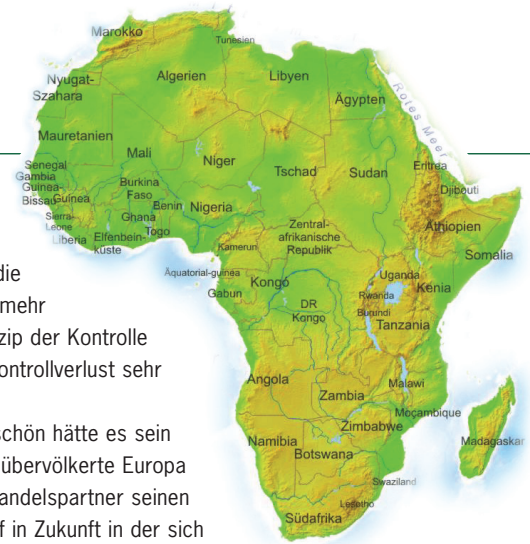 Marokko
Tunesien
Algerien
Libyen
Ägypten
Rotes Meer
Nyugat-
Szahara
Mauretanien
Mali
Niger
Tschad
Sudan
Eritrea
Djibouti
Senegal
Gambia
Guinea-
Bissau
Guinea
Burkina
Faso
Benin
Nigeria
Ghana
Togo
Sierra-
Leone
Liberia
Elfenbein-
küste
Zentral-
afrikanische
Republik
Äthiopien
Somalia
Kamerun
Äquatorial-guinea
Gabun
Kongo
DR
Kongo
Uganda
Kenia
Rwanda
Burundi
Tanzania
Angola
Zambia
Malawi
Moçambique
Zimbabwe
Madagaskar
Namibia
Botswana
Swaziland
Lesotho
Südafrika
die
mehr
zip der Kontrolle
ontrollverlust sehr
schön hätte es sein
übervölkerte Europa
andelspartner seinen
f in Zukunft in der sich